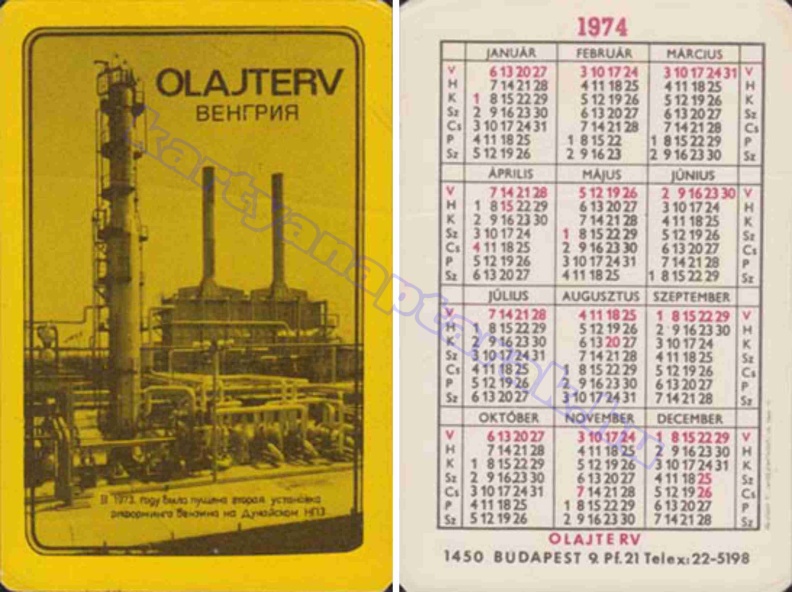 OLAJTERV
ВЕНГРИЯ
В 1973. году была пущена вторая установка
риформинга бензина на Дунайском НПЗ
1974
JANUÁR FEBRUÁR MÁRCIUS
V 6 13 20 27 3 10 17 24 3 10 17 24 31 V
H 7 14 21 28 4 11 18 25 4 11 18 25 H
K 1 8 15 22 29 5 12 19 26 5 12 19 26 K
Sz 2 9 16 23 30 6 13 20 27 6 13 20 27 Sz
Cs 3 10 17 24 31 7 14 21 28 7 14 21 28 Cs
P 4 11 18 25 1 8 15 22 1 8 15 22 29 P
Sz 5 12 19 26 2 9 16 23 2 9 16 23 30 Sz
ÁPRILIS MÁJUS JÚNIUS
V 7 14 21 28 5 12 19 26 2 9 16 23 30 V
H 1 8 15 22 29 6 13 20 27 3 10 17 24 H
K 2 9 16 23 30 7 14 21 28 4 11 18 25 K
Sz 3 10 17 24 1 8 15 22 29 5 12 19 26 Sz
Cs 4 11 18 25 2 9 16 23 30 6 13 20 27 Cs
P 5 12 19 26 3 10 17 24 31 7 14 21 28 P
Sz 6 13 20 27 4 11 18 25 1 8 15 22 29 Sz
JÚLIUS AUGUSZTUS SZEPTEMBER
V 7 14 21 28 4 11 18 25 1 8 15 22 29 V
H 1 8 15 22 29 5 12 19 26 2 9 16 23 30 H
K 2 9 16 23 30 6 13 20 27 3 10 17 24 K
Sz 3 10 17 24 31 7 14 21 28 4 11 18 25 Sz
Cs 4 11 18 25 1 8 15 22 29 5 12 19 26 Cs
P 5 12 19 26 2 9 16 23 30 6 13 20 27 P
Sz 6 13 20 27 3 10 17 24 31 7 14 21 28 Sz
OKTÓBER NOVEMBER DECEMBER
V 6 13 20 27 3 10 17 24 1 8 15 22 29 V
H 7 14 21 28 4 11 18 25 2 9 16 23 30 H
K 1 8 15 22 29 5 12 19 26 3 10 17 24 31 K
Sz 2 9 16 23 30 6 13 20 27 4 11 18 25 Sz
Cs 3 10 17 24 31 7 14 21 28 5 12 19 26 Cs
P 4 11 18 25 1 8 15 22 29 6 13 20 27 P
Sz 5 12 19 26 2 9 16 23 30 7 14 21 28 Sz
OLAJTERV
1450 BUDAPEST 9. Pf. 21 Telex: 22-5198
kartyanaptarok.hu